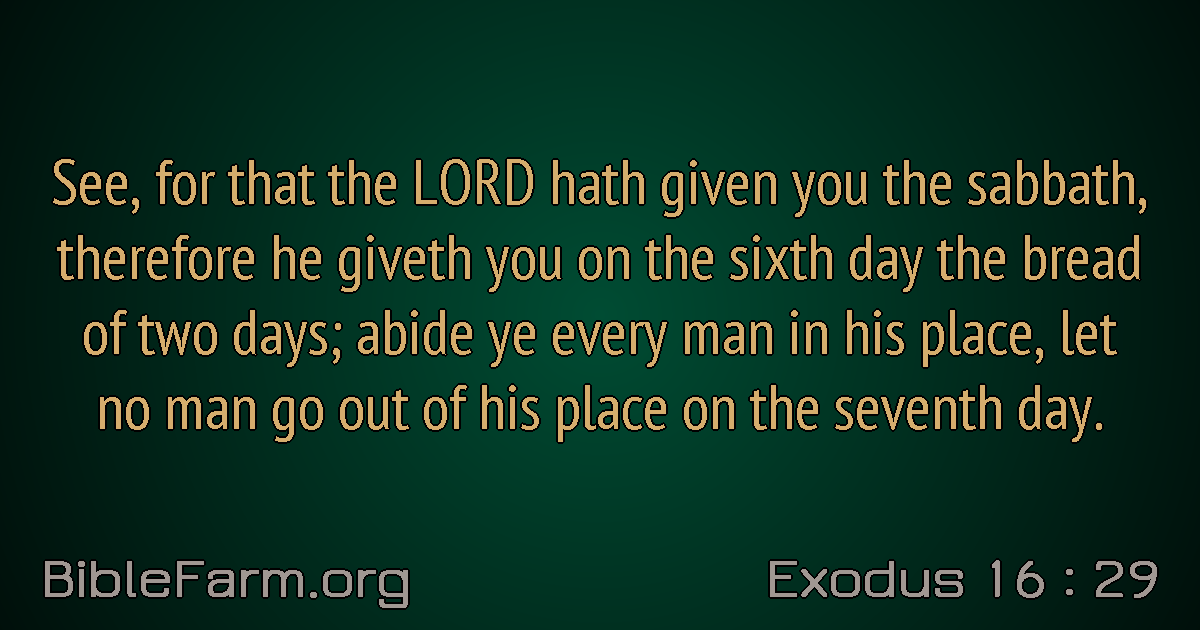 See, for that the LORD hath given you the sabbath,
therefore he giveth you on the sixth day the bread
of two days; abide ye every man in his place, let
no man go out of his place on the seventh day.
BibleFarm.org
Exodus 16 : 29